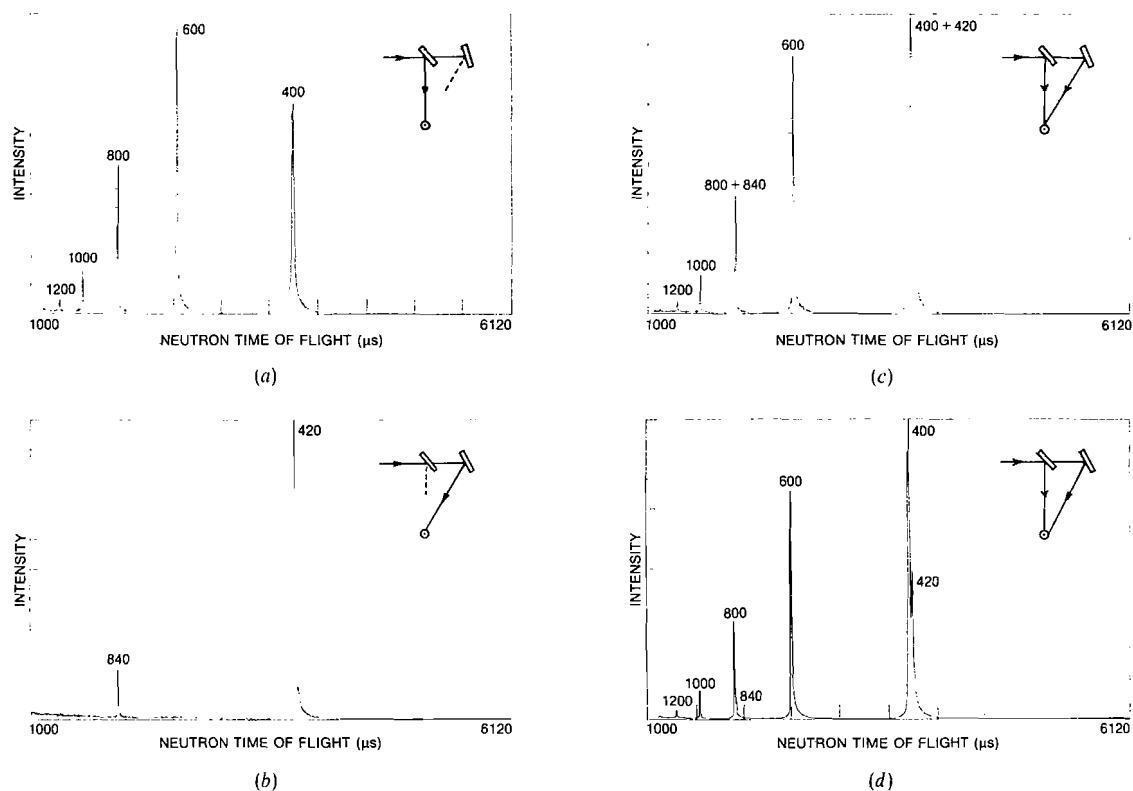 600
400
800
1000
1200
INTENSITY
1000
6120
NEUTRON TIME OF FLIGHT (μs)
(a)
420
840
INTENSITY
1000
6120
NEUTRON TIME OF FLIGHT (μs)
(b)
400 + 420
600
800 + 840
1000
1200
INTENSITY
1000
6120
NEUTRON TIME OF FLIGHT (μs)
(c)
400
600
420
800
1000
1200
840
INTENSITY
1000
6120
NEUTRON TIME OF FLIGHT (μs)
(d)